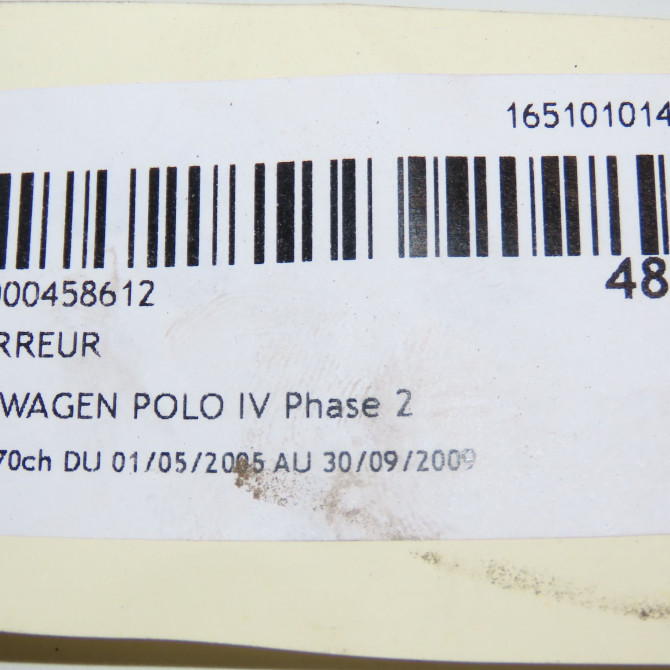 165101014
48
000458612
RREUR
WAGEN POLO IV Phase 2
70ch DU 01/05/2005 AU 30/09/2009